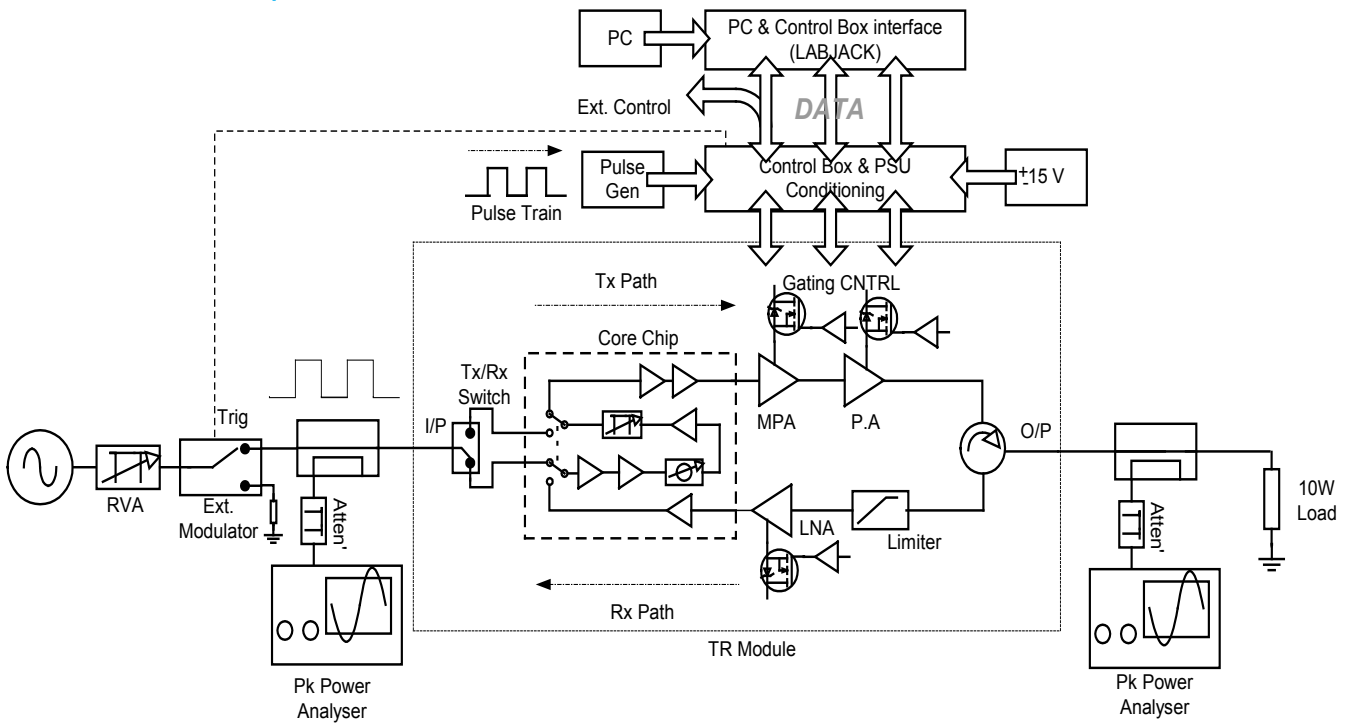 PC
PC & Control Box interface
(LABJACK)
Ext. Control
DATA
Pulse
Gen
Control Box & PSU
Conditioning
+-15 V
Pulse Train
Tx Path
Gating CNTRL
Core Chip
Tx/Rx
Switch
Trig
I/P
MPA
P.A
O/P
RVA
Ext.
Modulator
Atten'
LNA
Limiter
Atten'
10W
Load
Rx Path
TR Module
Pk Power
Analyser
Pk Power
Analyser